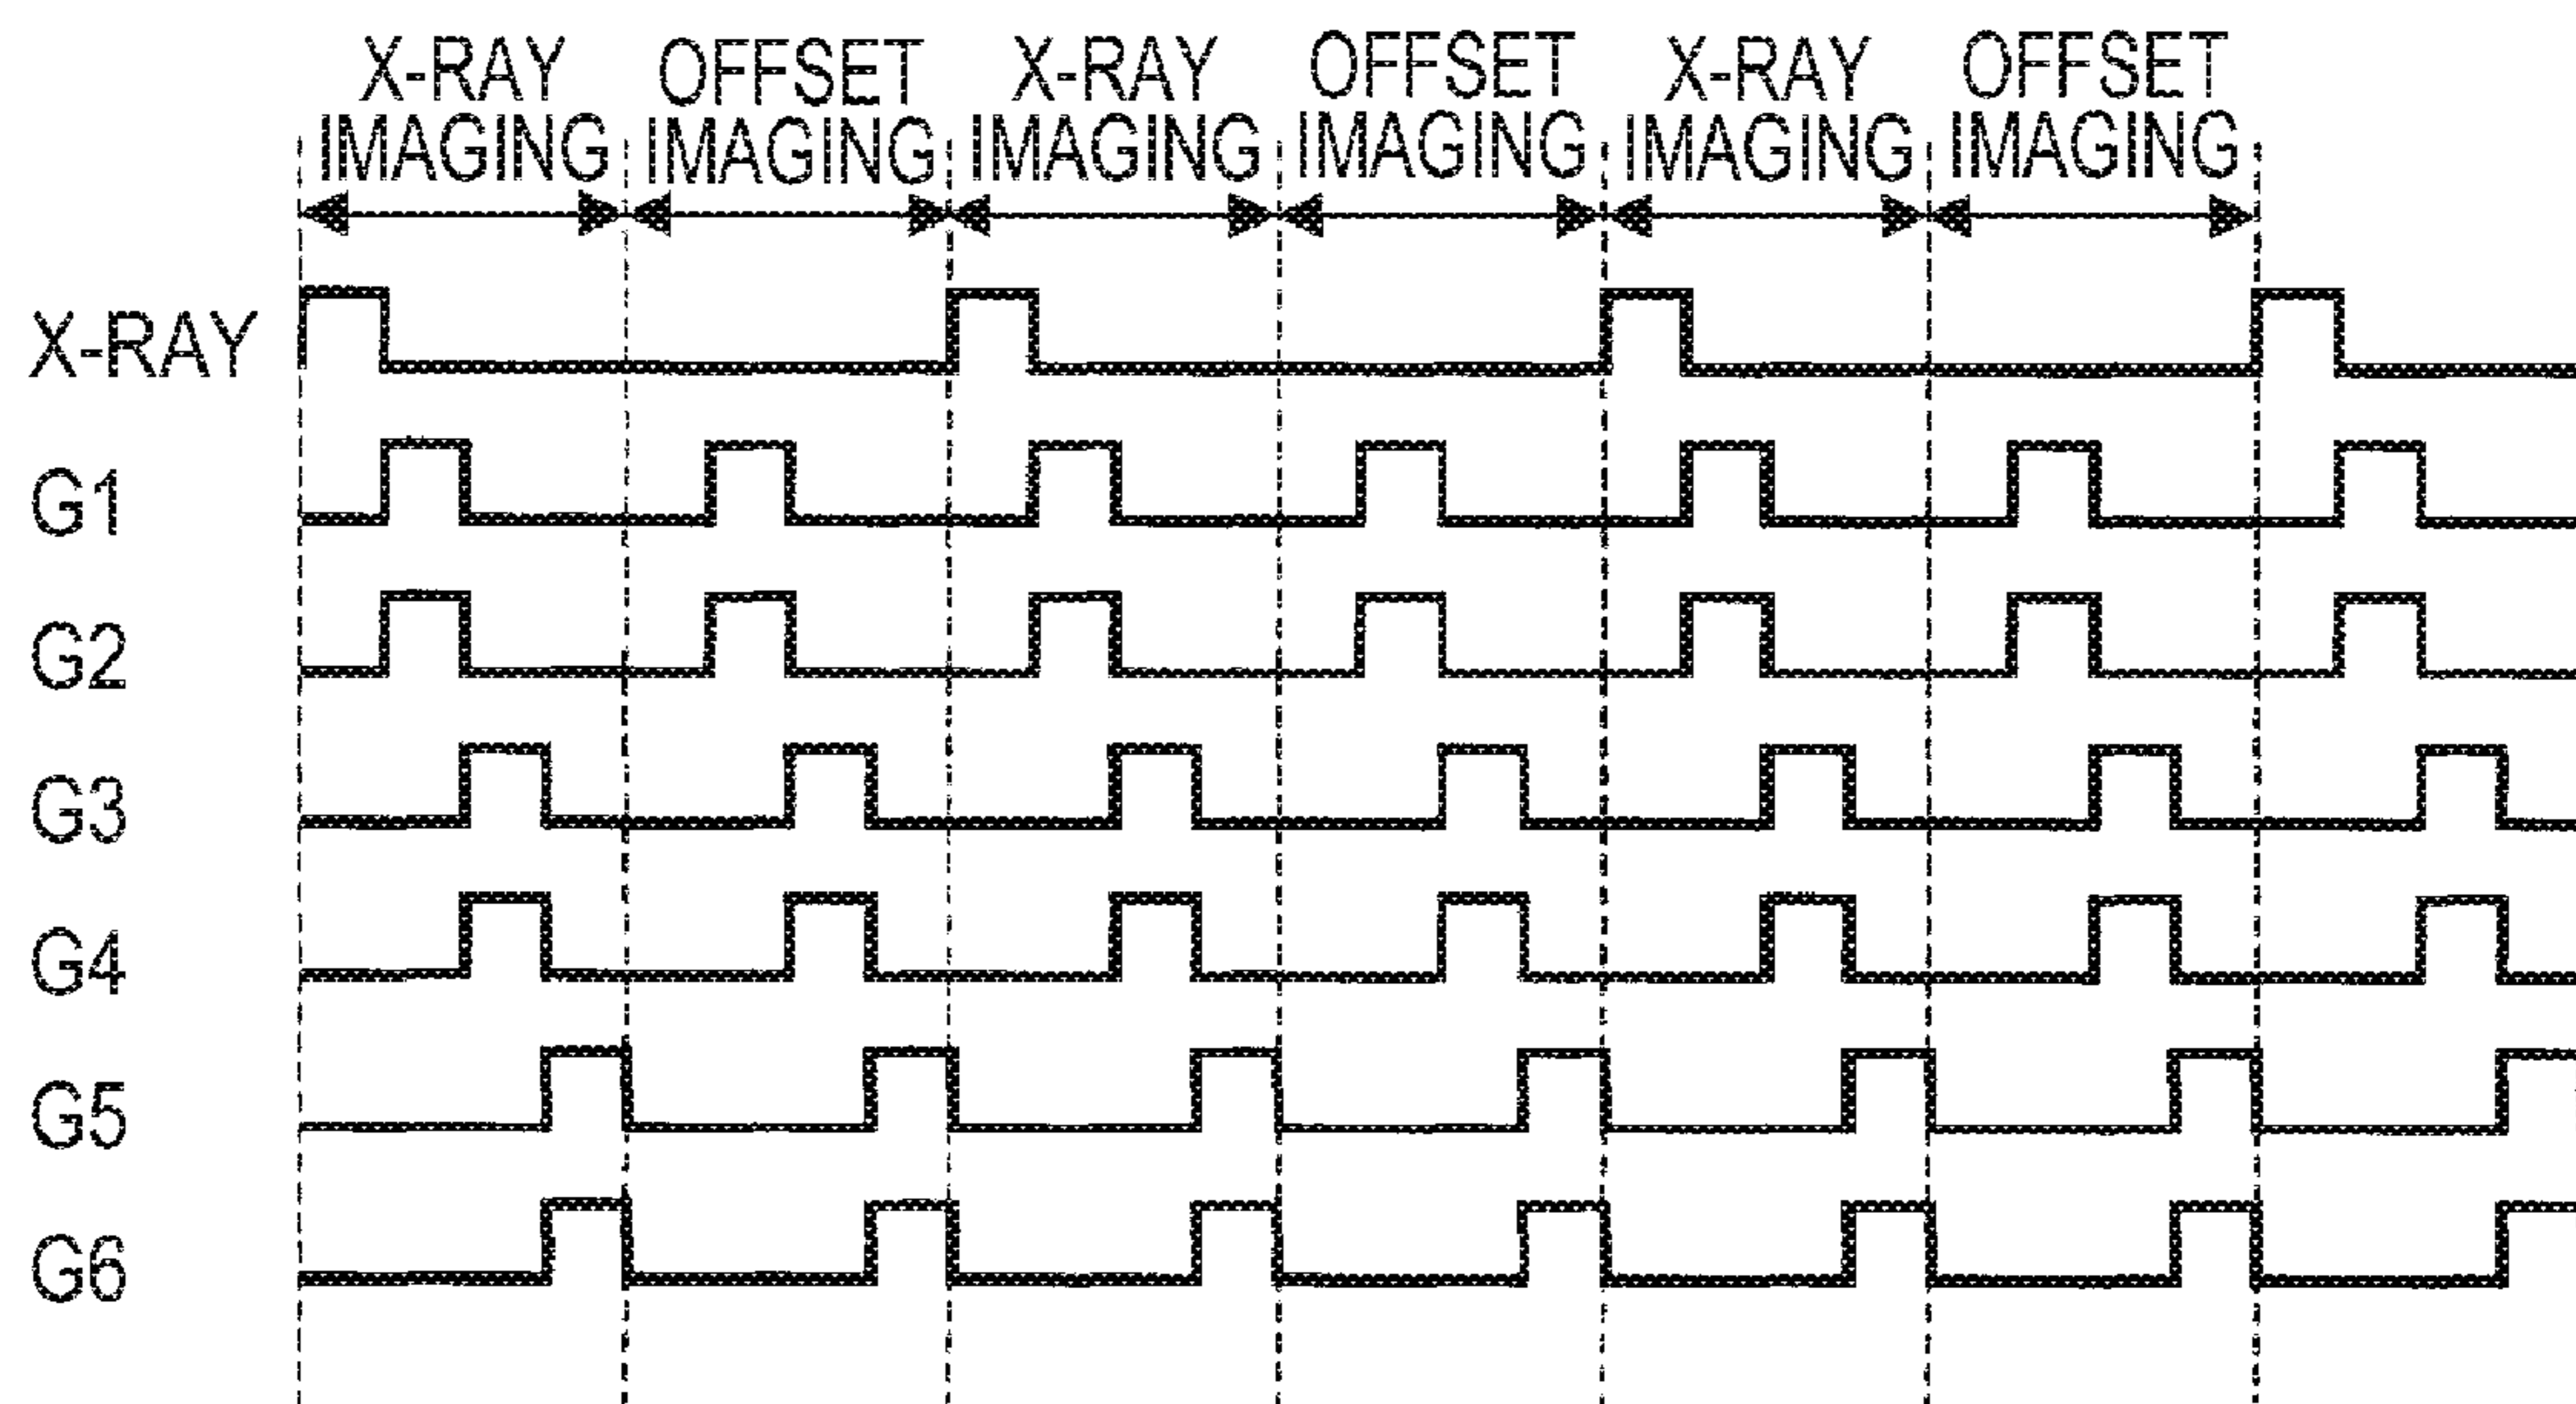 X-RAY OFFSET X-RAY OFFSET X-RAY OFFSET
IMAGING IMAGING IMAGING IMAGING IMAGING IMAGING
X-RAY
G1
G2
G3
G4
G5
G6